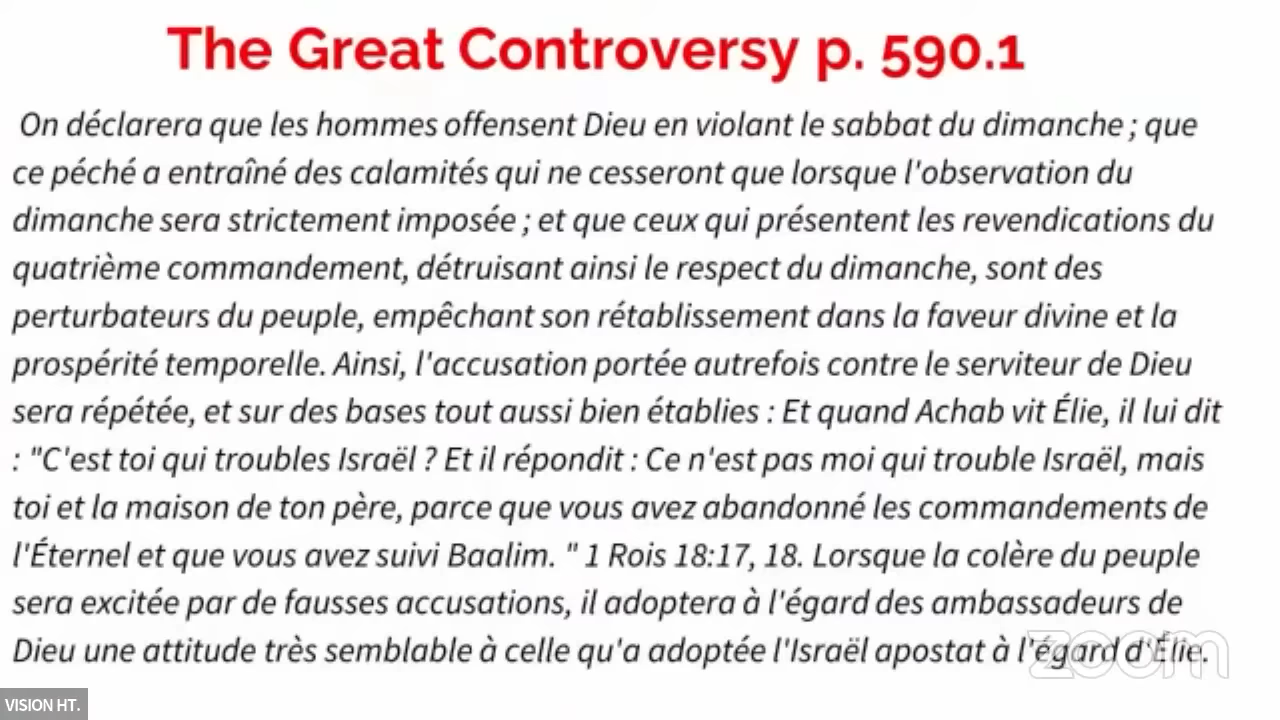 The Great Controversy p. 590.1
On déclarera que les hommes offensent Dieu en violant le sabbat du dimanche ; que
ce péché a entraîné des calamités qui ne cesseront que lorsque l'observation du
dimanche sera strictement imposée ; et que ceux qui présentent les revendications du
quatrième commandement, détruisant ainsi le respect du dimanche, sont des
perturbateurs du peuple, empêchant son rétablissement dans la faveur divine et la
prospérité temporelle. Ainsi, l'accusation portée autrefois contre le serviteur de Dieu
sera répétée, et sur des bases tout aussi bien établies : Et quand Achab vit Élie, il lui dit
: "C'est toi qui troubles Israël ? Et il répondit : Ce n'est pas moi qui trouble Israël, mais
toi et la maison de ton père, parce que vous avez abandonné les commandements de
l'Éternel et que vous avez suivi Baalim. " 1 Rois 18:17, 18. Lorsque la colère du peuple
sera excitée par de fausses accusations, il adoptera à l'égard des ambassadeurs de
Dieu une attitude très semblable à celle qu'a adoptée l'Israël apostat à l'égard d'Élie.
zoom
VISION HT.